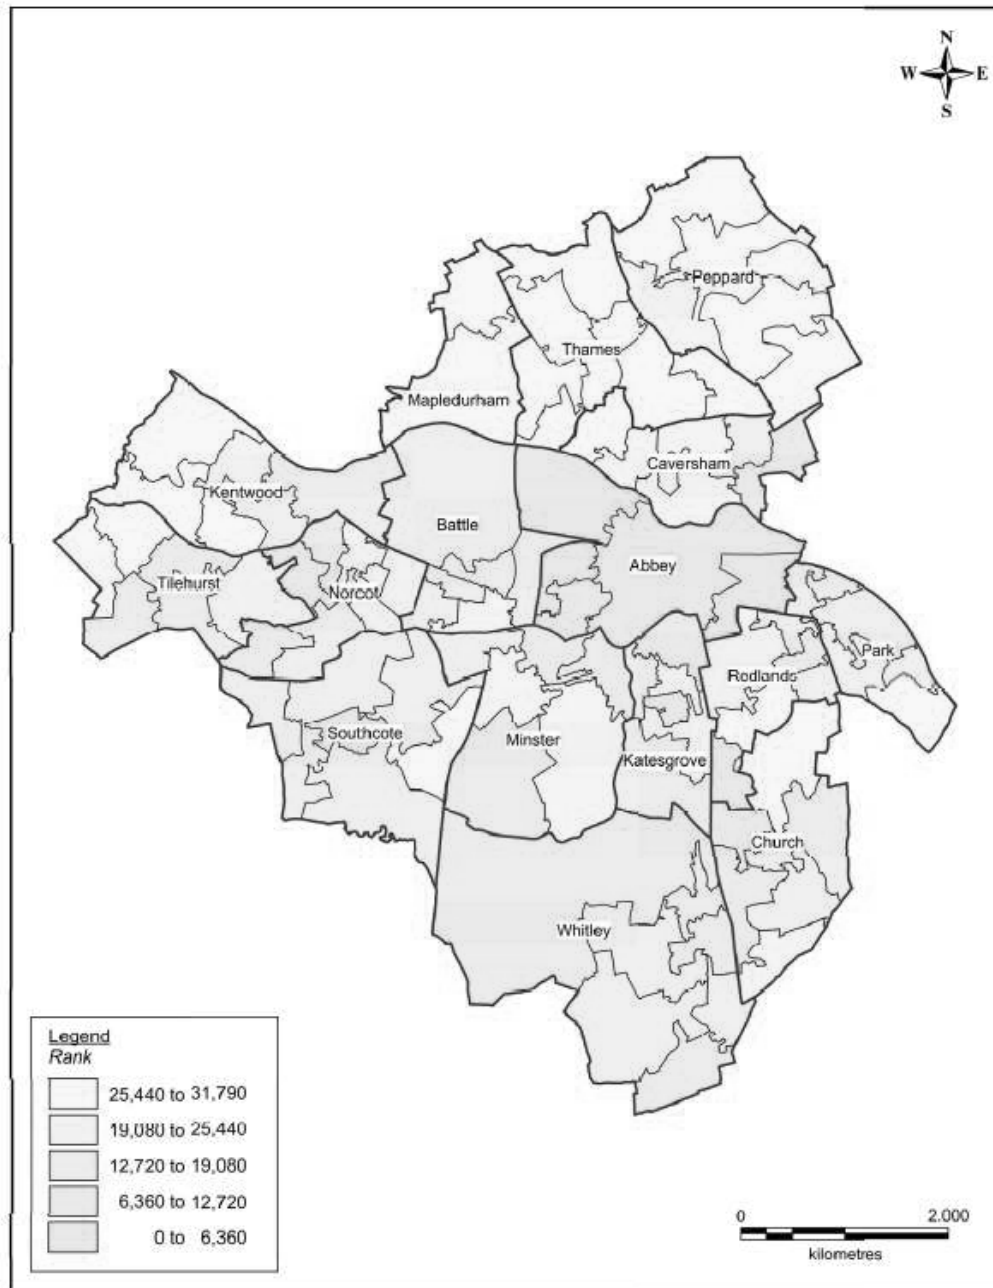 N
W E
S
Peppard
Thames
Mapledurham
Caversham
Kentwood
Battle
Abbey
Tilehurst
Norcot
Park
Redlands
Southcote
Minster
Katesgrove
Church
Whitley
Legend
Rank
25,440 to 31,790
19,080 to 25,440
12,720 to 19,080
6,360 to 12,720
0 to 6,360
0 2.000
kilometres